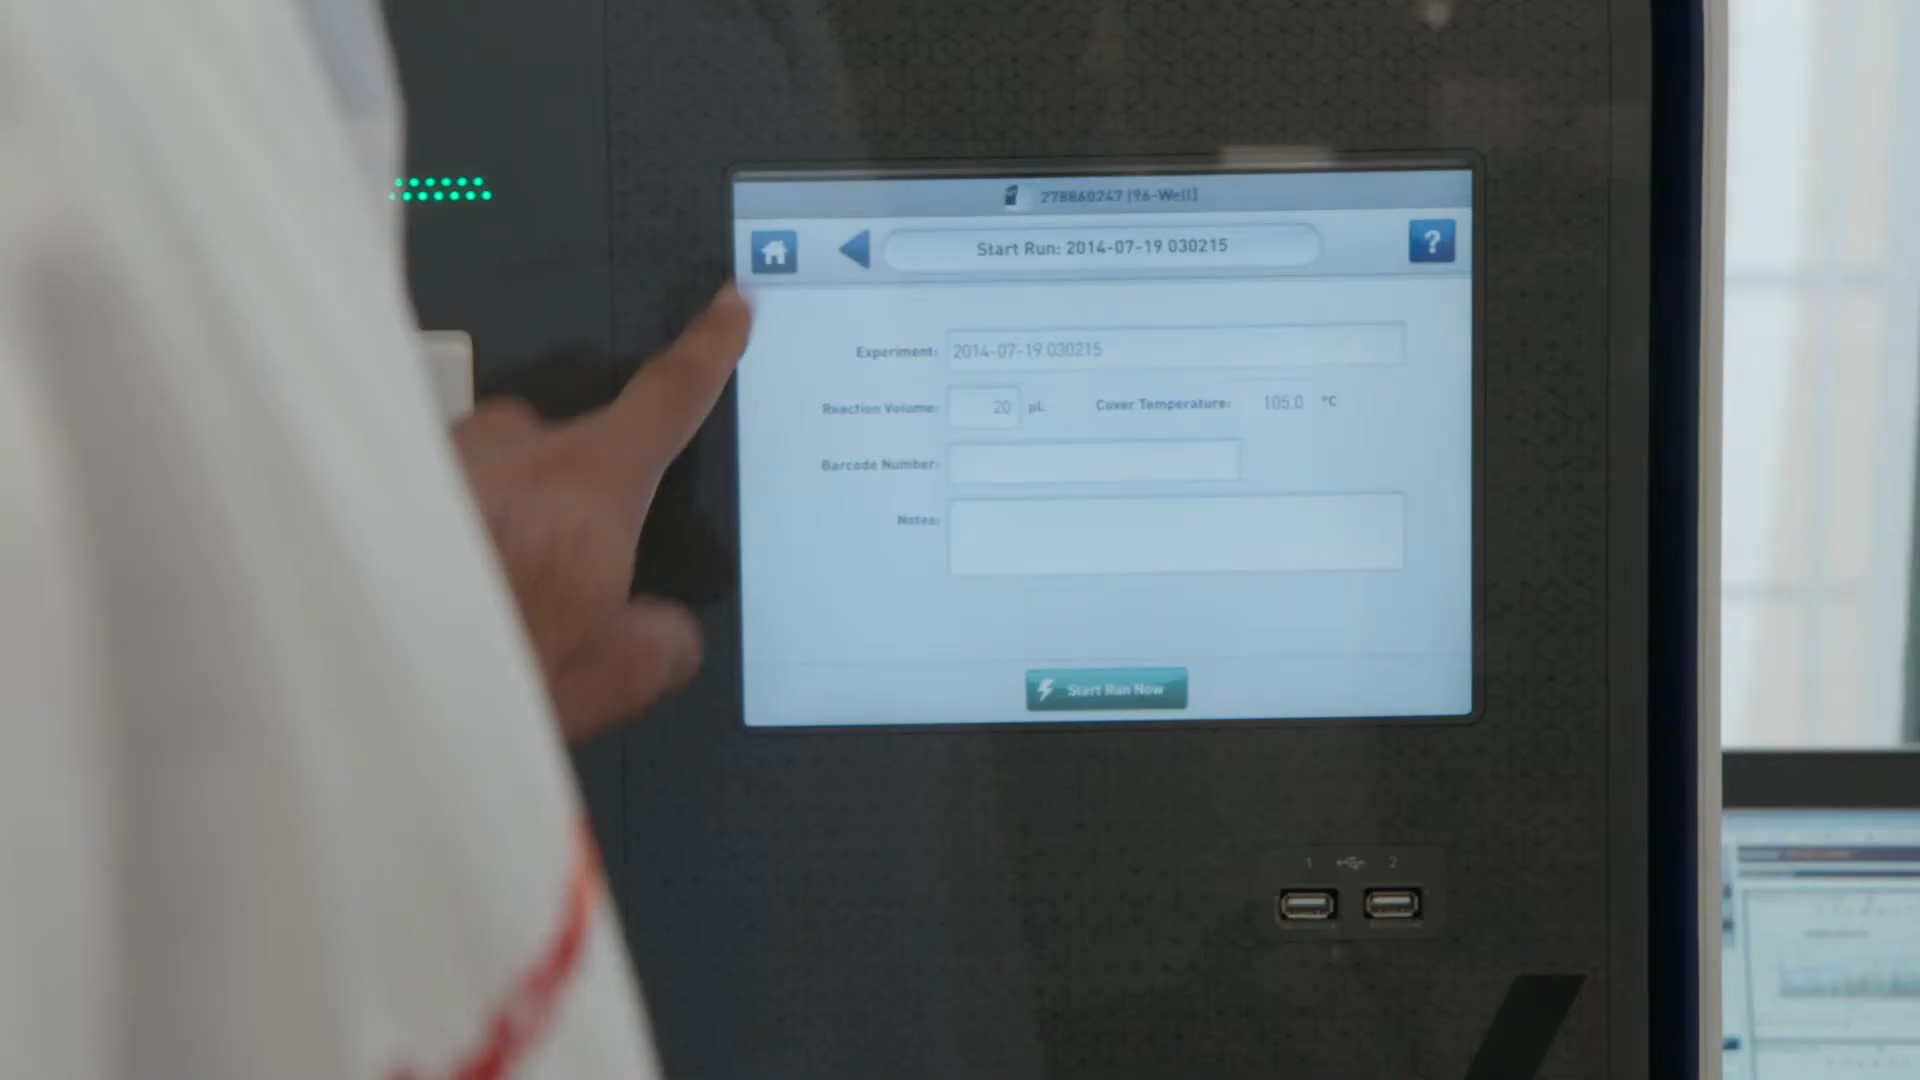 278860247 (96-Well)
Start Run: 2014-07-19 030215
?
Experiment: 2014-07-19 030215
Reaction Volume: 20 µL Cover Temperature: 105.0 °C
Barcode Number:
Notes:
Start Run Now
1 2